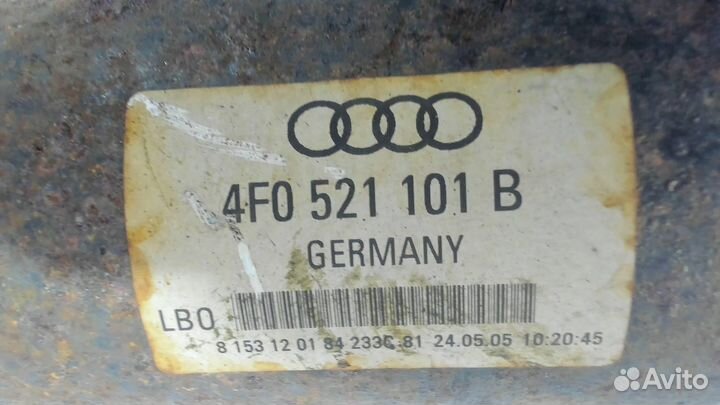 4F0 521 101 B
GERMANY
LBO
8 153 12 01 84 233C 81 24.05.05 10:20:45
Avito